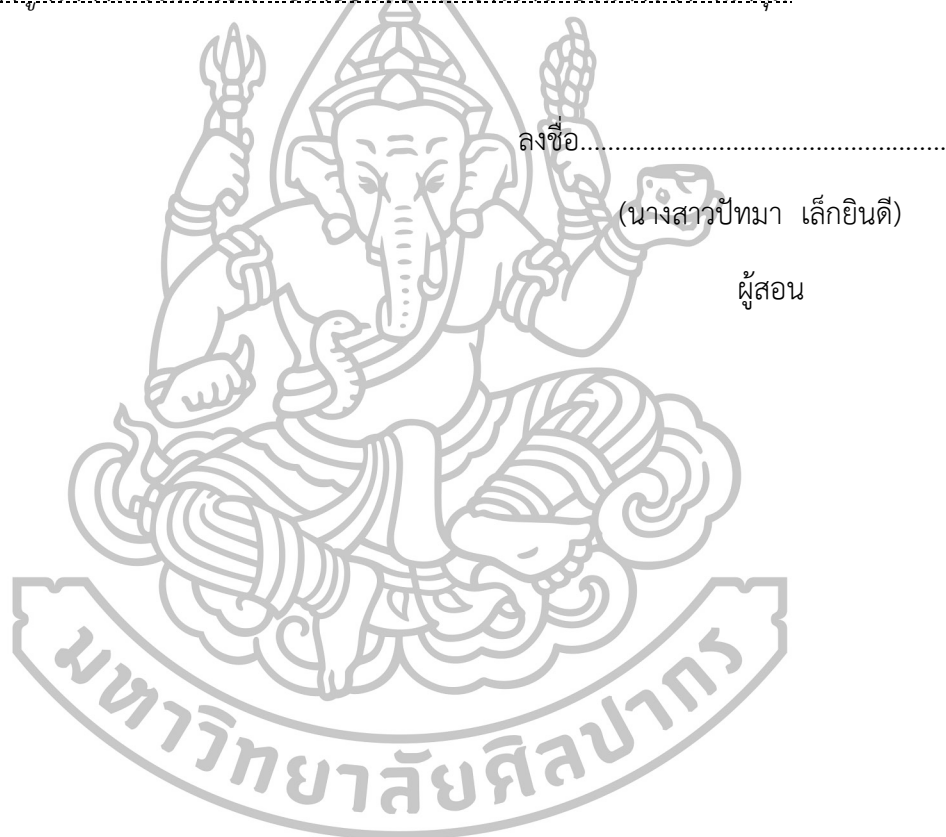 ลงชื่อ................................................
(นางสาวปัทมา เล็กยินดี)
ผู้สอน
มหาวิทยาลัยศิลปากร